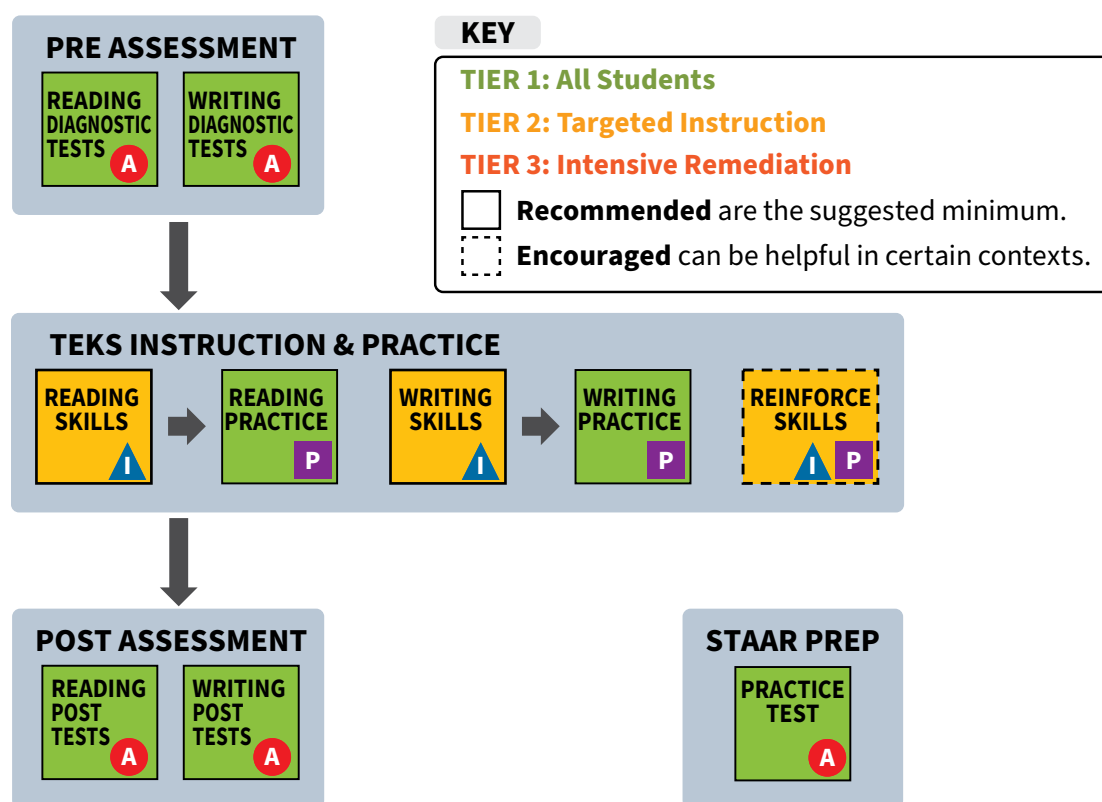 PRE ASSESSMENT
READING
DIAGNOSTIC
TESTS
A
WRITING
DIAGNOSTIC
TESTS
A
KEY
TIER 1: All Students
TIER 2: Targeted Instruction
TIER 3: Intensive Remediation
Recommended are the suggested minimum.
Encouraged can be helpful in certain contexts.
TEKS INSTRUCTION & PRACTICE
READING
SKILLS
I
READING
PRACTICE
P
WRITING
SKILLS
I
WRITING
PRACTICE
P
REINFORCE
SKILLS
I P
POST ASSESSMENT
READING
POST
TESTS
A
WRITING
POST
TESTS
A
STAAR PREP
PRACTICE
TEST
A